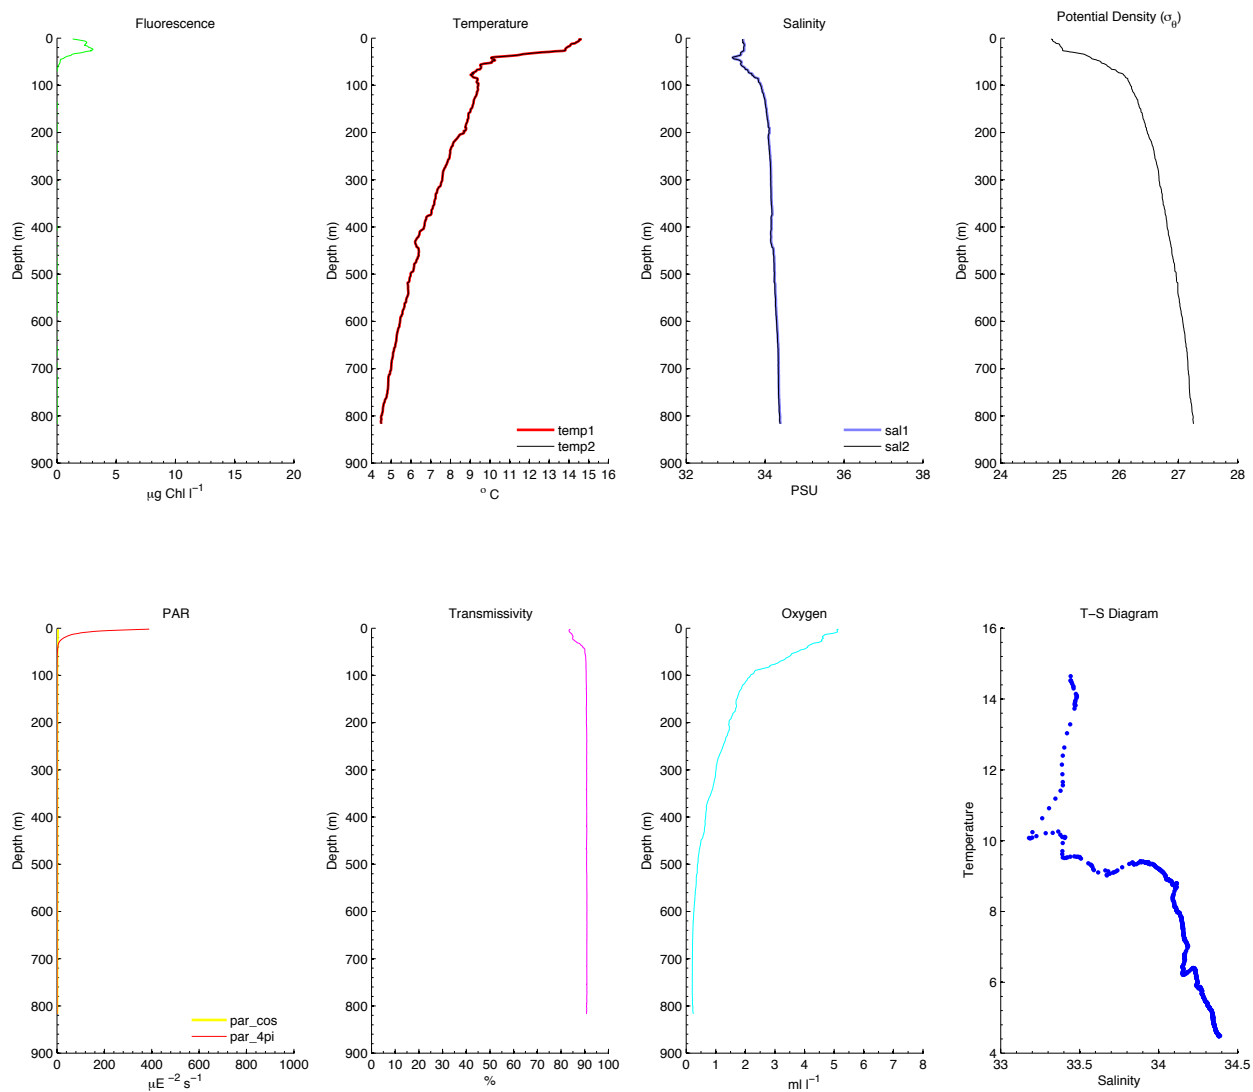 Fluorescence
0
100
200
300
400
500
600
700
800
900
Depth (m)
0 5 10 15 20
μg Chl l⁻¹
Temperature
0
100
200
300
400
500
600
700
800
900
Depth (m)
temp1
temp2
4 5 6 7 8 9 10 11 12 13 14 15 16
° C
Salinity
0
100
200
300
400
500
600
700
800
900
Depth (m)
sal1
sal2
32 34 36 38
PSU
Potential Density (σθ)
0
100
200
300
400
500
600
700
800
900
Depth (m)
24 25 26 27 28
PAR
0
100
200
300
400
500
600
700
800
900
Depth (m)
par_cos
par_4pi
0 200 400 600 800 1000
μE⁻² s⁻¹
Transmissivity
0
100
200
300
400
500
600
700
800
900
Depth (m)
0 10 20 30 40 50 60 70 80 90 100
%
Oxygen
0
100
200
300
400
500
600
700
800
900
Depth (m)
0 1 2 3 4 5 6 7 8
ml l⁻¹
T−S Diagram
16
14
12
10
8
6
4
Temperature
33 33.5 34 34.5
Salinity